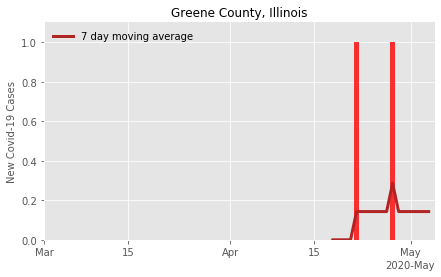 Greene County, Illinois
7 day moving average
New Covid-19 Cases
1.0
0.8
0.6
0.4
0.2
0.0
Mar 15 Apr 15 May
2020-May